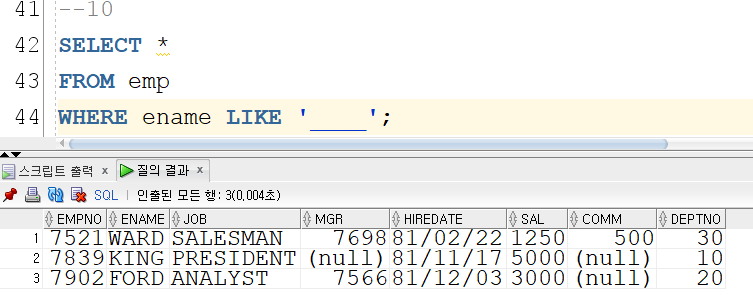 41
42 SELECT *
43 FROM emp
44 WHERE ename LIKE '____';
--10
스크립트 출력 × 질의 결과 ×
SQL | 인출된 모든 행: 3(0,004초)
EMPNO ENAME JOB MGR HIREDATE SAL COMM DEPTNO
1 7521 WARD SALESMAN 7698 81/02/22 1250 500 30
2 7839 KING PRESIDENT (null) 81/11/17 5000 (null) 10
3 7902 FORD ANALYST 7566 81/12/03 3000 (null) 20